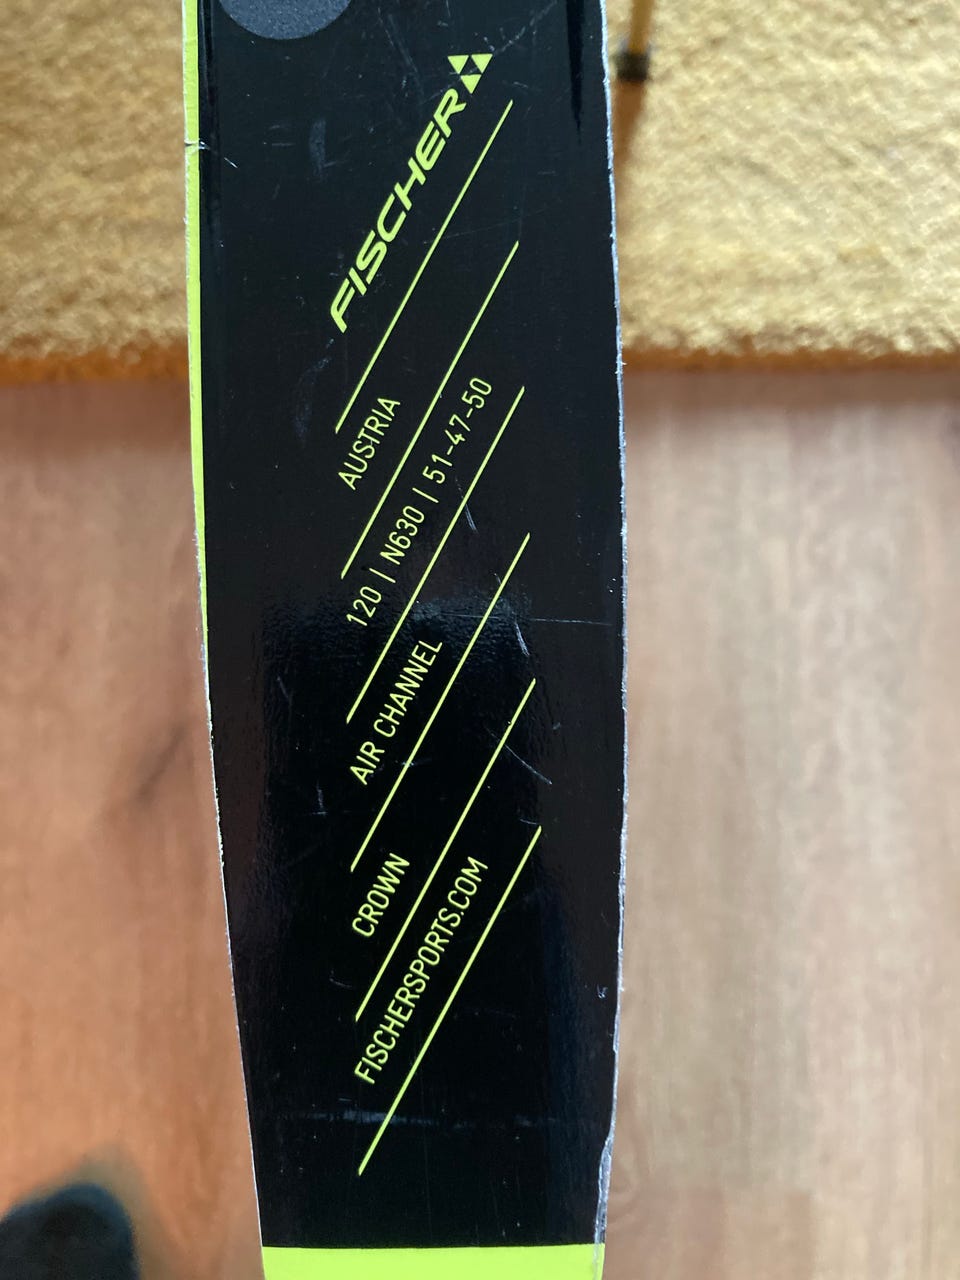 FISCHER
AUSTRIA
120 | N630 | 51-47-50
AIR CHANNEL
CROWN
FISCHERSPORTS.COM